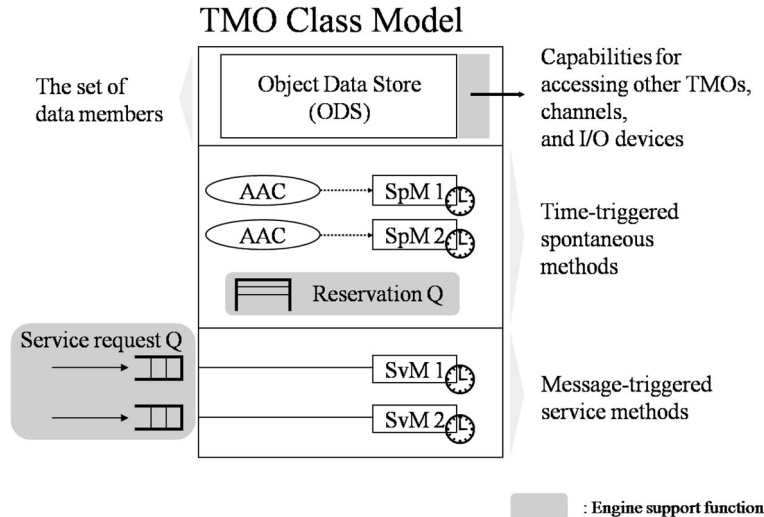 TMO Class Model
The set of
data members
Object Data Store
(ODS)
Capabilities for
accessing other TMOs,
channels,
and I/O devices
AAC
SpM 1
AAC
SpM 2
Reservation Q
Time-triggered
spontaneous
methods
Service request Q
SvM 1
SvM 2
Message-triggered
service methods
: Engine support function